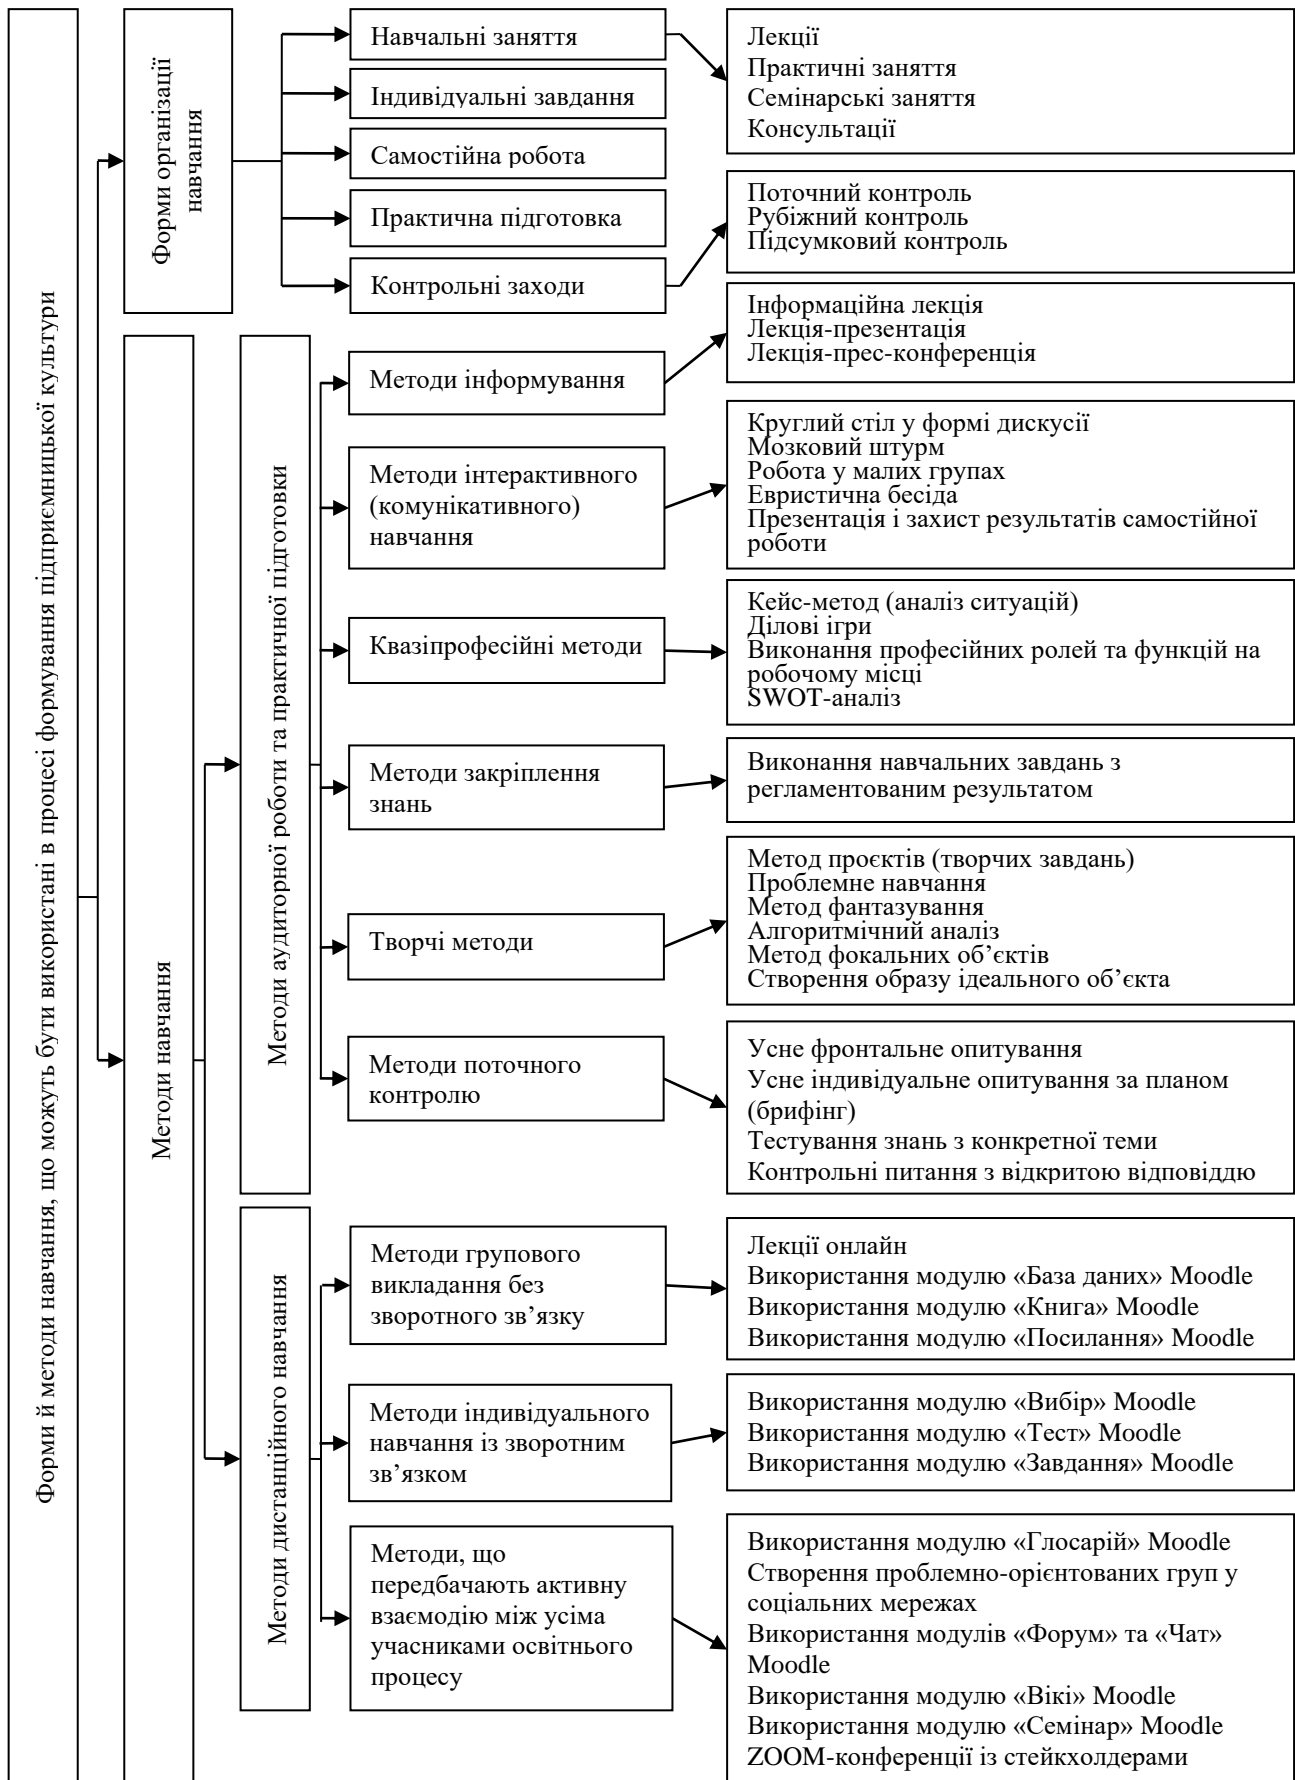 Форми й методи навчання, що можуть бути використані в процесі формування підприємницької культури
Форми організації
навчання
Навчальні заняття
Індивідуальні завдання
Самостійна робота
Практична підготовка
Контрольні заходи
Лекції
Практичні заняття
Семінарські заняття
Консультації
Поточний контроль
Рубіжний контроль
Підсумковий контроль
Методи навчання
Методи аудиторної роботи та практичної підготовки
Методи інформування
Інформаційна лекція
Лекція-презентація
Лекція-прес-конференція
Методи інтерактивного
(комунікативного)
навчання
Круглий стіл у формі дискусії
Мозковий штурм
Робота у малих групах
Евристична бесіда
Презентація і захист результатів самостійної
роботи
Квазіпрофесійні методи
Кейс-метод (аналіз ситуацій)
Ділові ігри
Виконання професійних ролей та функцій на
робочому місці
SWOT-аналіз
Методи закріплення
знань
Виконання навчальних завдань з
регламентованим результатом
Творчі методи
Метод проєктів (творчих завдань)
Проблемне навчання
Метод фантазування
Алгоритмічний аналіз
Метод фокальних об’єктів
Створення образу ідеального об’єкта
Методи поточного
контролю
Усне фронтальне опитування
Усне індивідуальне опитування за планом
(брифінг)
Тестування знань з конкретної теми
Контрольні питання з відкритою відповіддю
Методи дистанційного навчання
Методи групового
викладання без
зворотного зв’язку
Лекції онлайн
Використання модулю «База даних» Moodle
Використання модулю «Книга» Moodle
Використання модулю «Посилання» Moodle
Методи індивідуального
навчання із зворотним
зв’язком
Використання модулю «Вибір» Moodle
Використання модулю «Тест» Moodle
Використання модулю «Завдання» Moodle
Методи, що
передбачають активну
взаємодію між усіма
учасниками освітнього
процесу
Використання модулю «Глосарій» Moodle
Створення проблемно-орієнтованих груп у
соціальних мережах
Використання модулів «Форум» та «Чат»
Moodle
Використання модулю «Вікі» Moodle
Використання модулю «Семінар» Moodle
ZOOM-конференції із стейкхолдерами